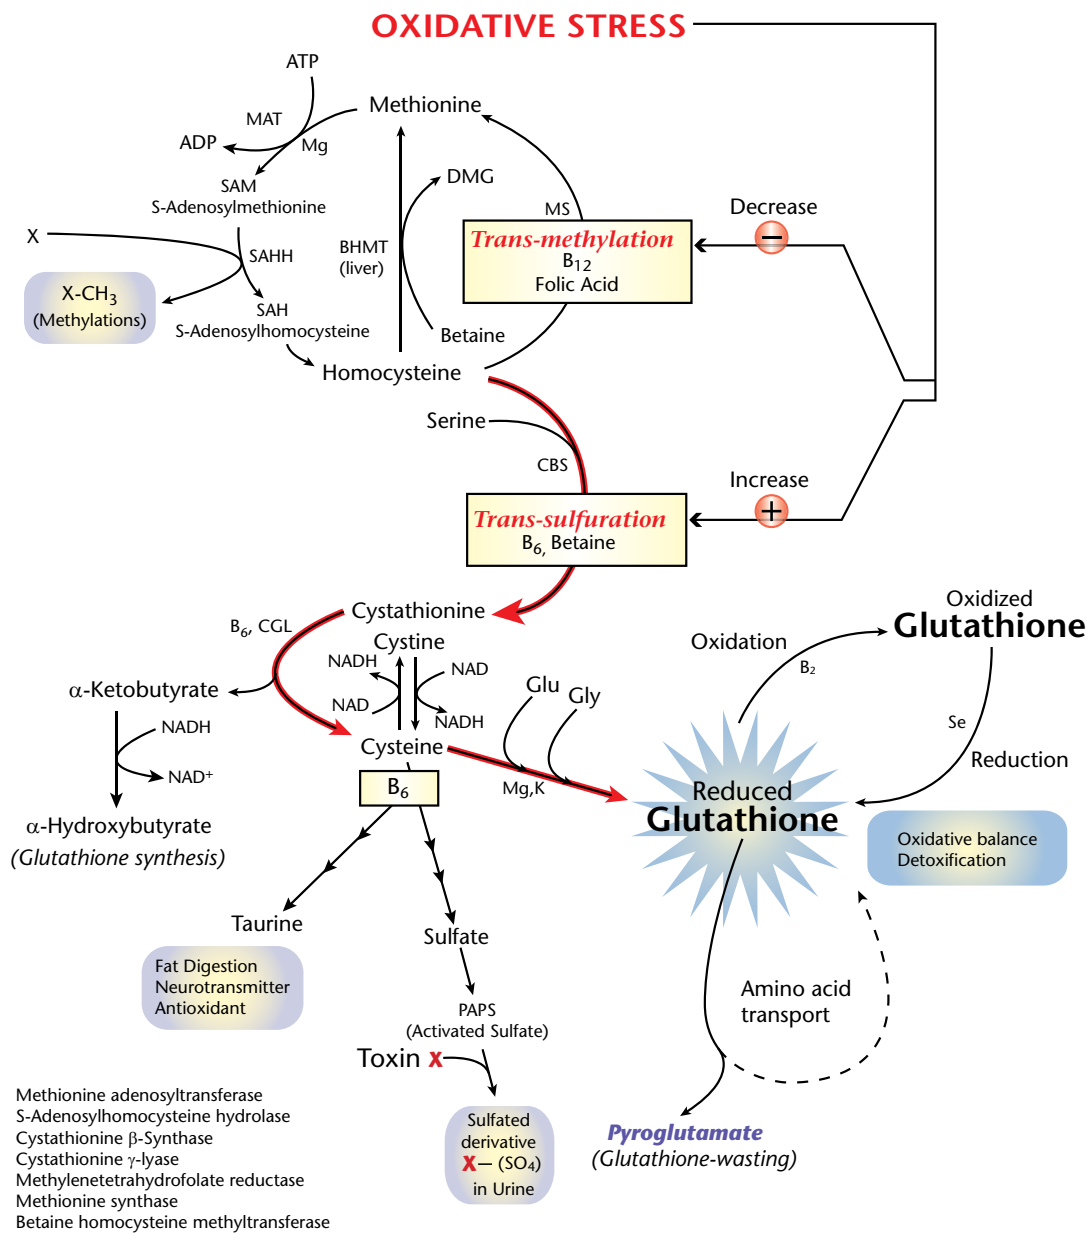 OXIDATIVE STRESS
ATP
Methionine
MAT
ADP
Mg
SAM
S-Adenosylmethionine
DMG
MS
Decrease
−
X
SAHH
BHMT
(liver)
Trans-methylation
B12
Folic Acid
X-CH3
(Methylations)
SAH
S-Adenosylhomocysteine
Betaine
Homocysteine
Serine
CBS
Increase
+
Trans-sulfuration
B6, Betaine
Cystathionine
B6, CGL
Cystine
NADH
NAD
NAD
NADH
α-Ketobutyrate
NADH
NAD+
α-Hydroxybutyrate
(Glutathione synthesis)
Cysteine
B6
Glu
Gly
Mg,K
Oxidized
Glutathione
Oxidation
B2
Se
Reduction
Reduced
Glutathione
Oxidative balance
Detoxification
Taurine
Fat Digestion
Neurotransmitter
Antioxidant
Sulfate
PAPS
(Activated Sulfate)
Toxin X
Sulfated
derivative
X— (SO4)
in Urine
Amino acid
transport
Pyroglutamate
(Glutathione-wasting)
Methionine adenosyltransferase
S-Adenosylhomocysteine hydrolase
Cystathionine β-Synthase
Cystathionine γ-lyase
Methylenetetrahydrofolate reductase
Methionine synthase
Betaine homocysteine methyltransferase